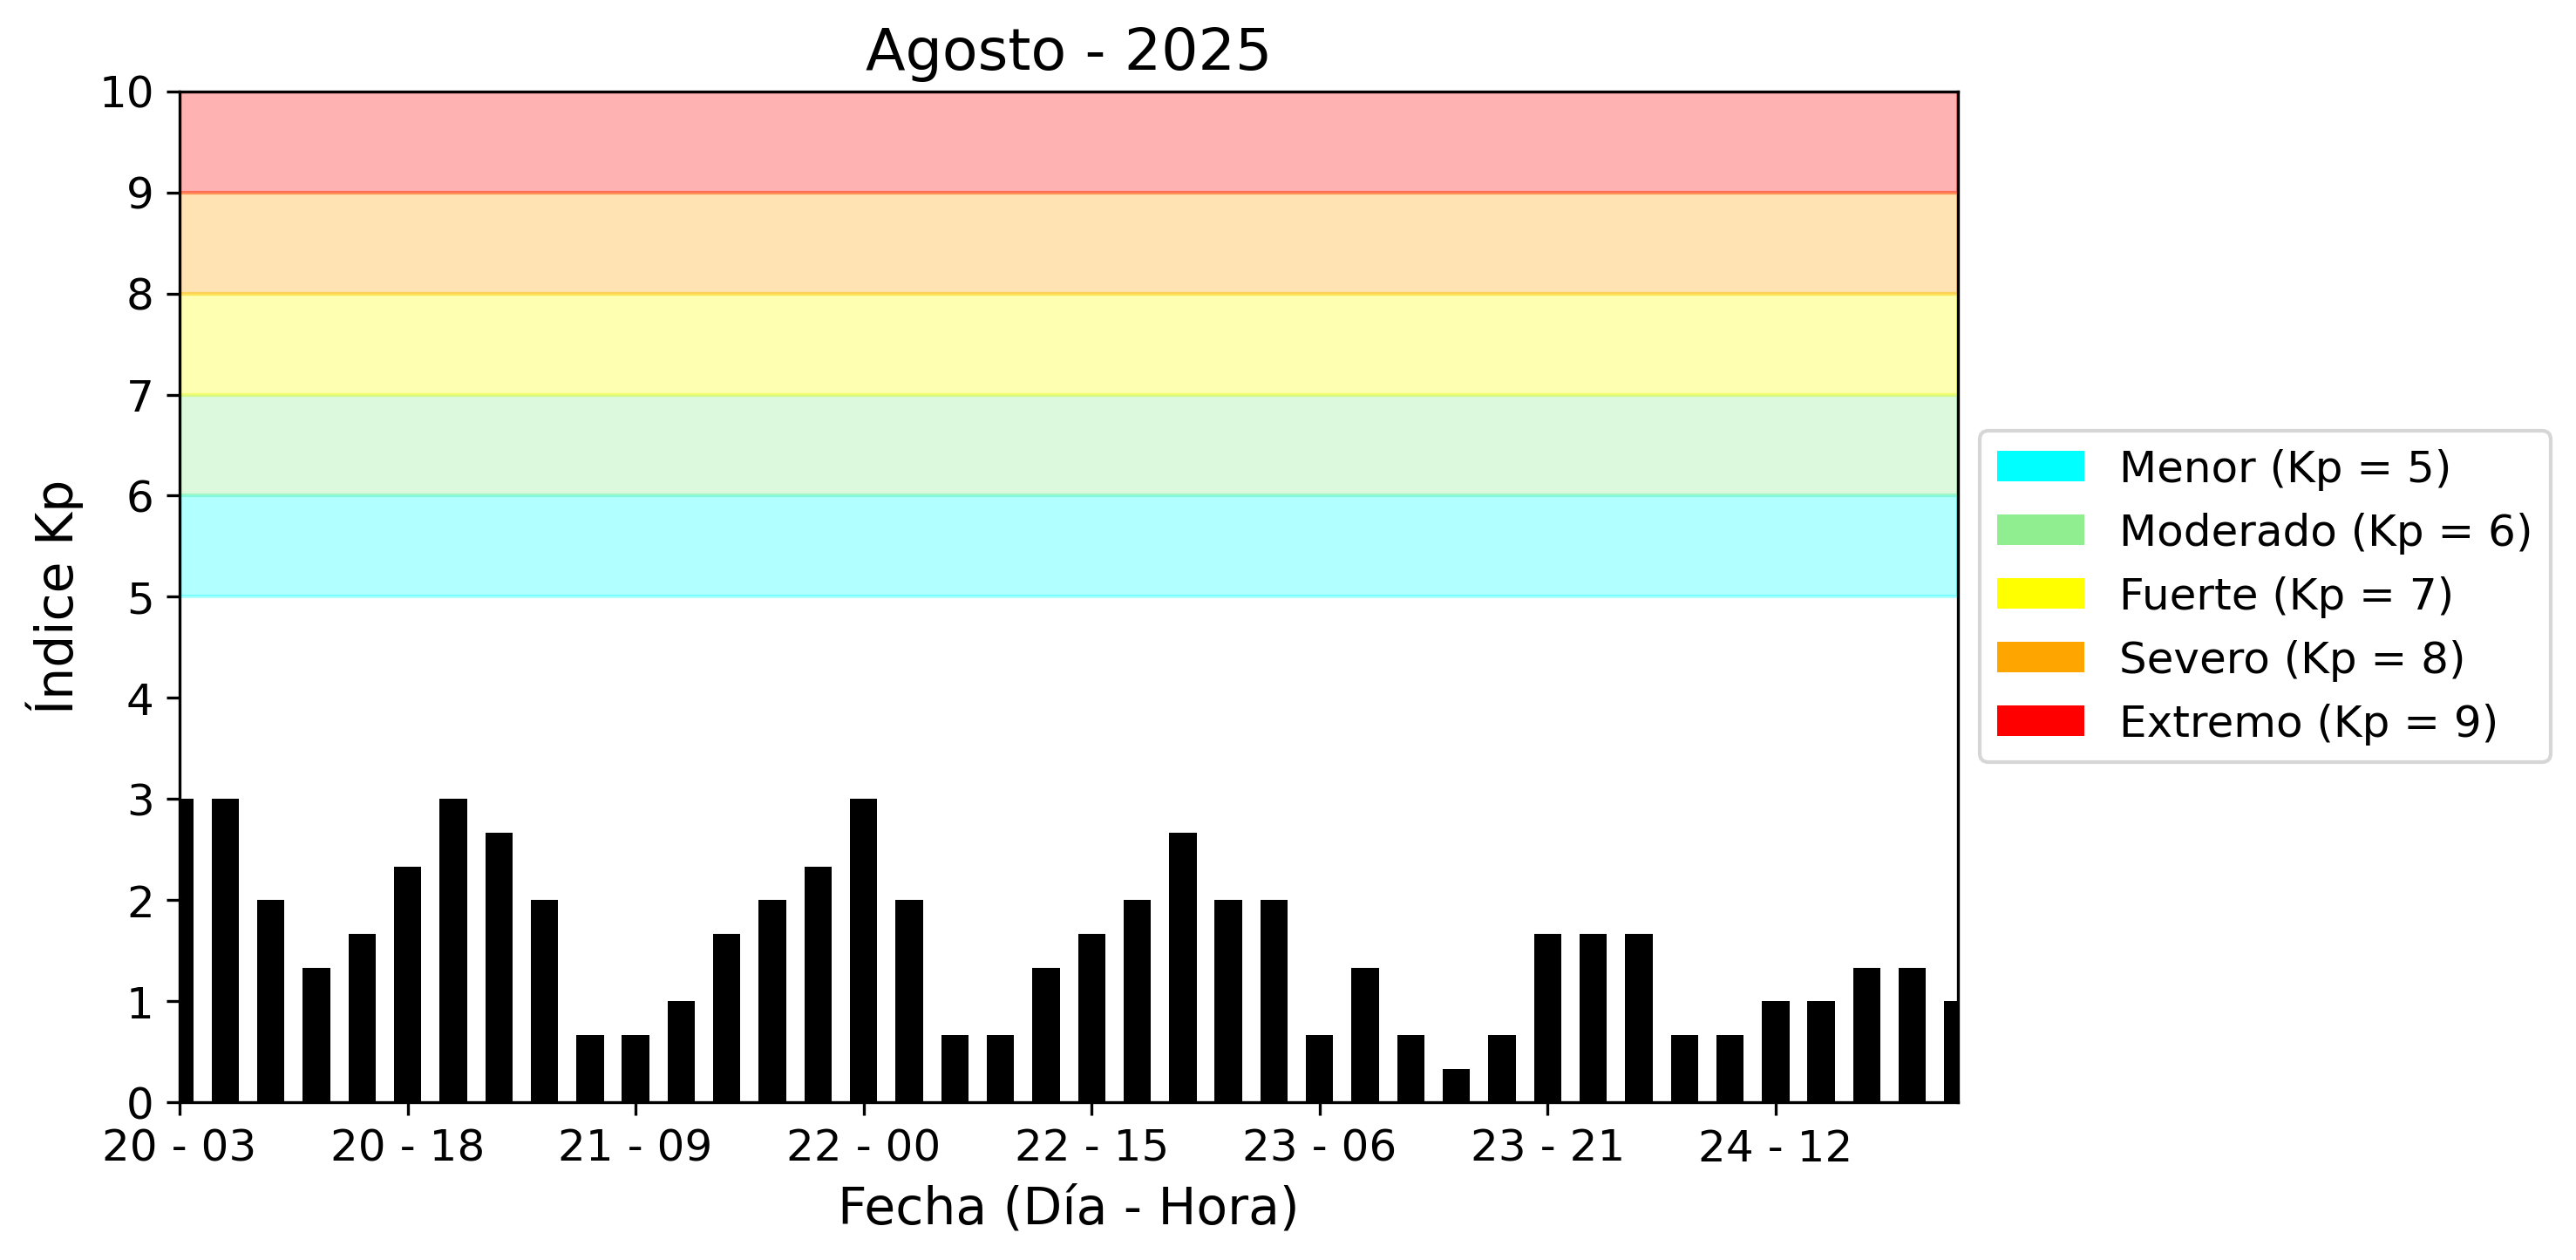 Agosto - 2025
Índice Kp
10
9
8
7
6
5
4
3
2
1
0
20 - 03
20 - 18
21 - 09
22 - 00
22 - 15
23 - 06
23 - 21
24 - 12
Fecha (Día - Hora)
Menor (Kp = 5)
Moderado (Kp = 6)
Fuerte (Kp = 7)
Severo (Kp = 8)
Extremo (Kp = 9)